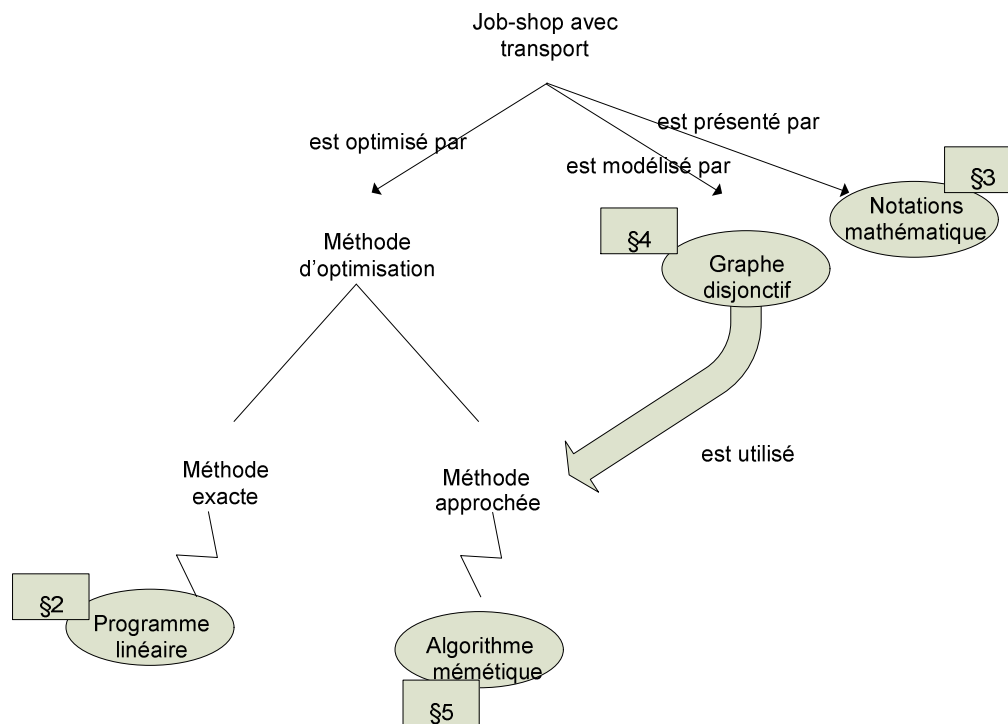 Job-shop avec
transport
est présenté par
est optimisé par
est modélisé par
§3
Notations
mathématique
§4
Méthode
d'optimisation
Graphe
disjonctif
est utilisé
Méthode
exacte
Méthode
approchée
§2
Programme
linéaire
Algorithme
mémétique
§5